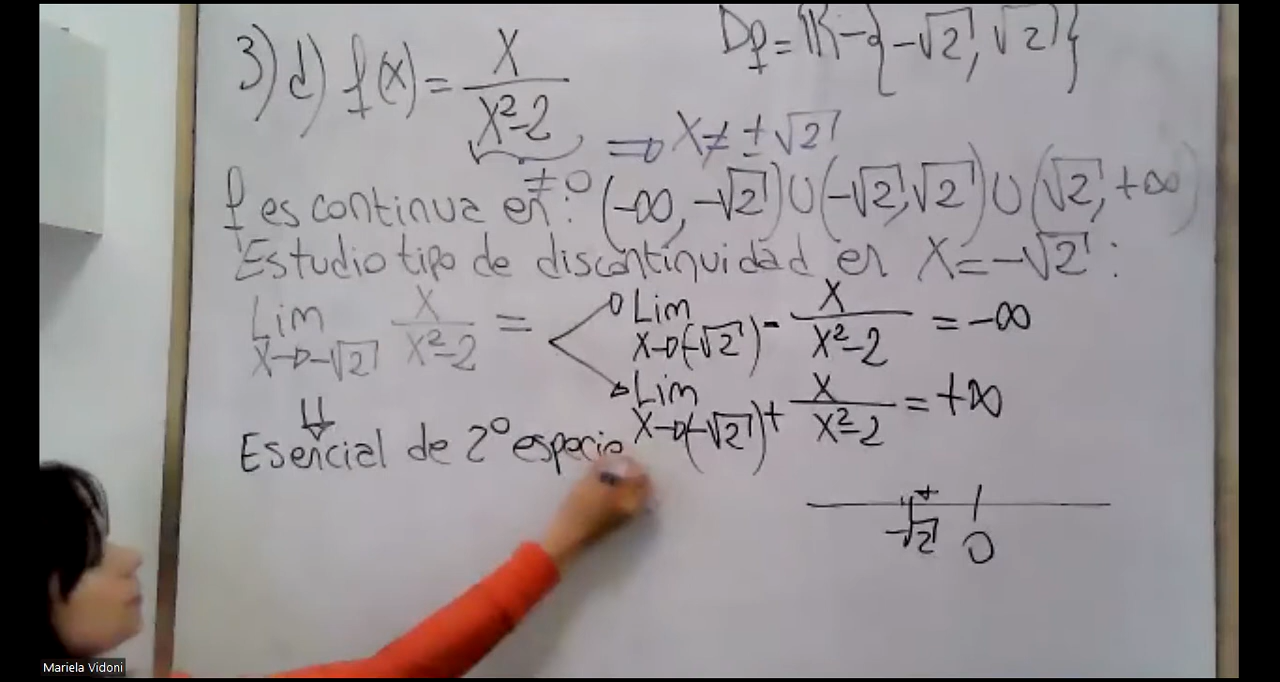 3) d) f(x) = x / x²-2
Df = ℝ - {-√2, √2}
≠ 0 ⇒ x ≠ ± √2
f es continua en: (-∞, -√2) ∪ (-√2, √2) ∪ (√2, +∞)
Estudio tipo de discontinuidad en x = -√2:
Lim x→-√2 x / x²-2 =
Lim x→(-√2)⁻ x / x²-2 = -∞
Lim x→(-√2)⁺ x / x²-2 = +∞
⇓
Esencial de 2º especie
+
-√2 0
Mariela Vidoni